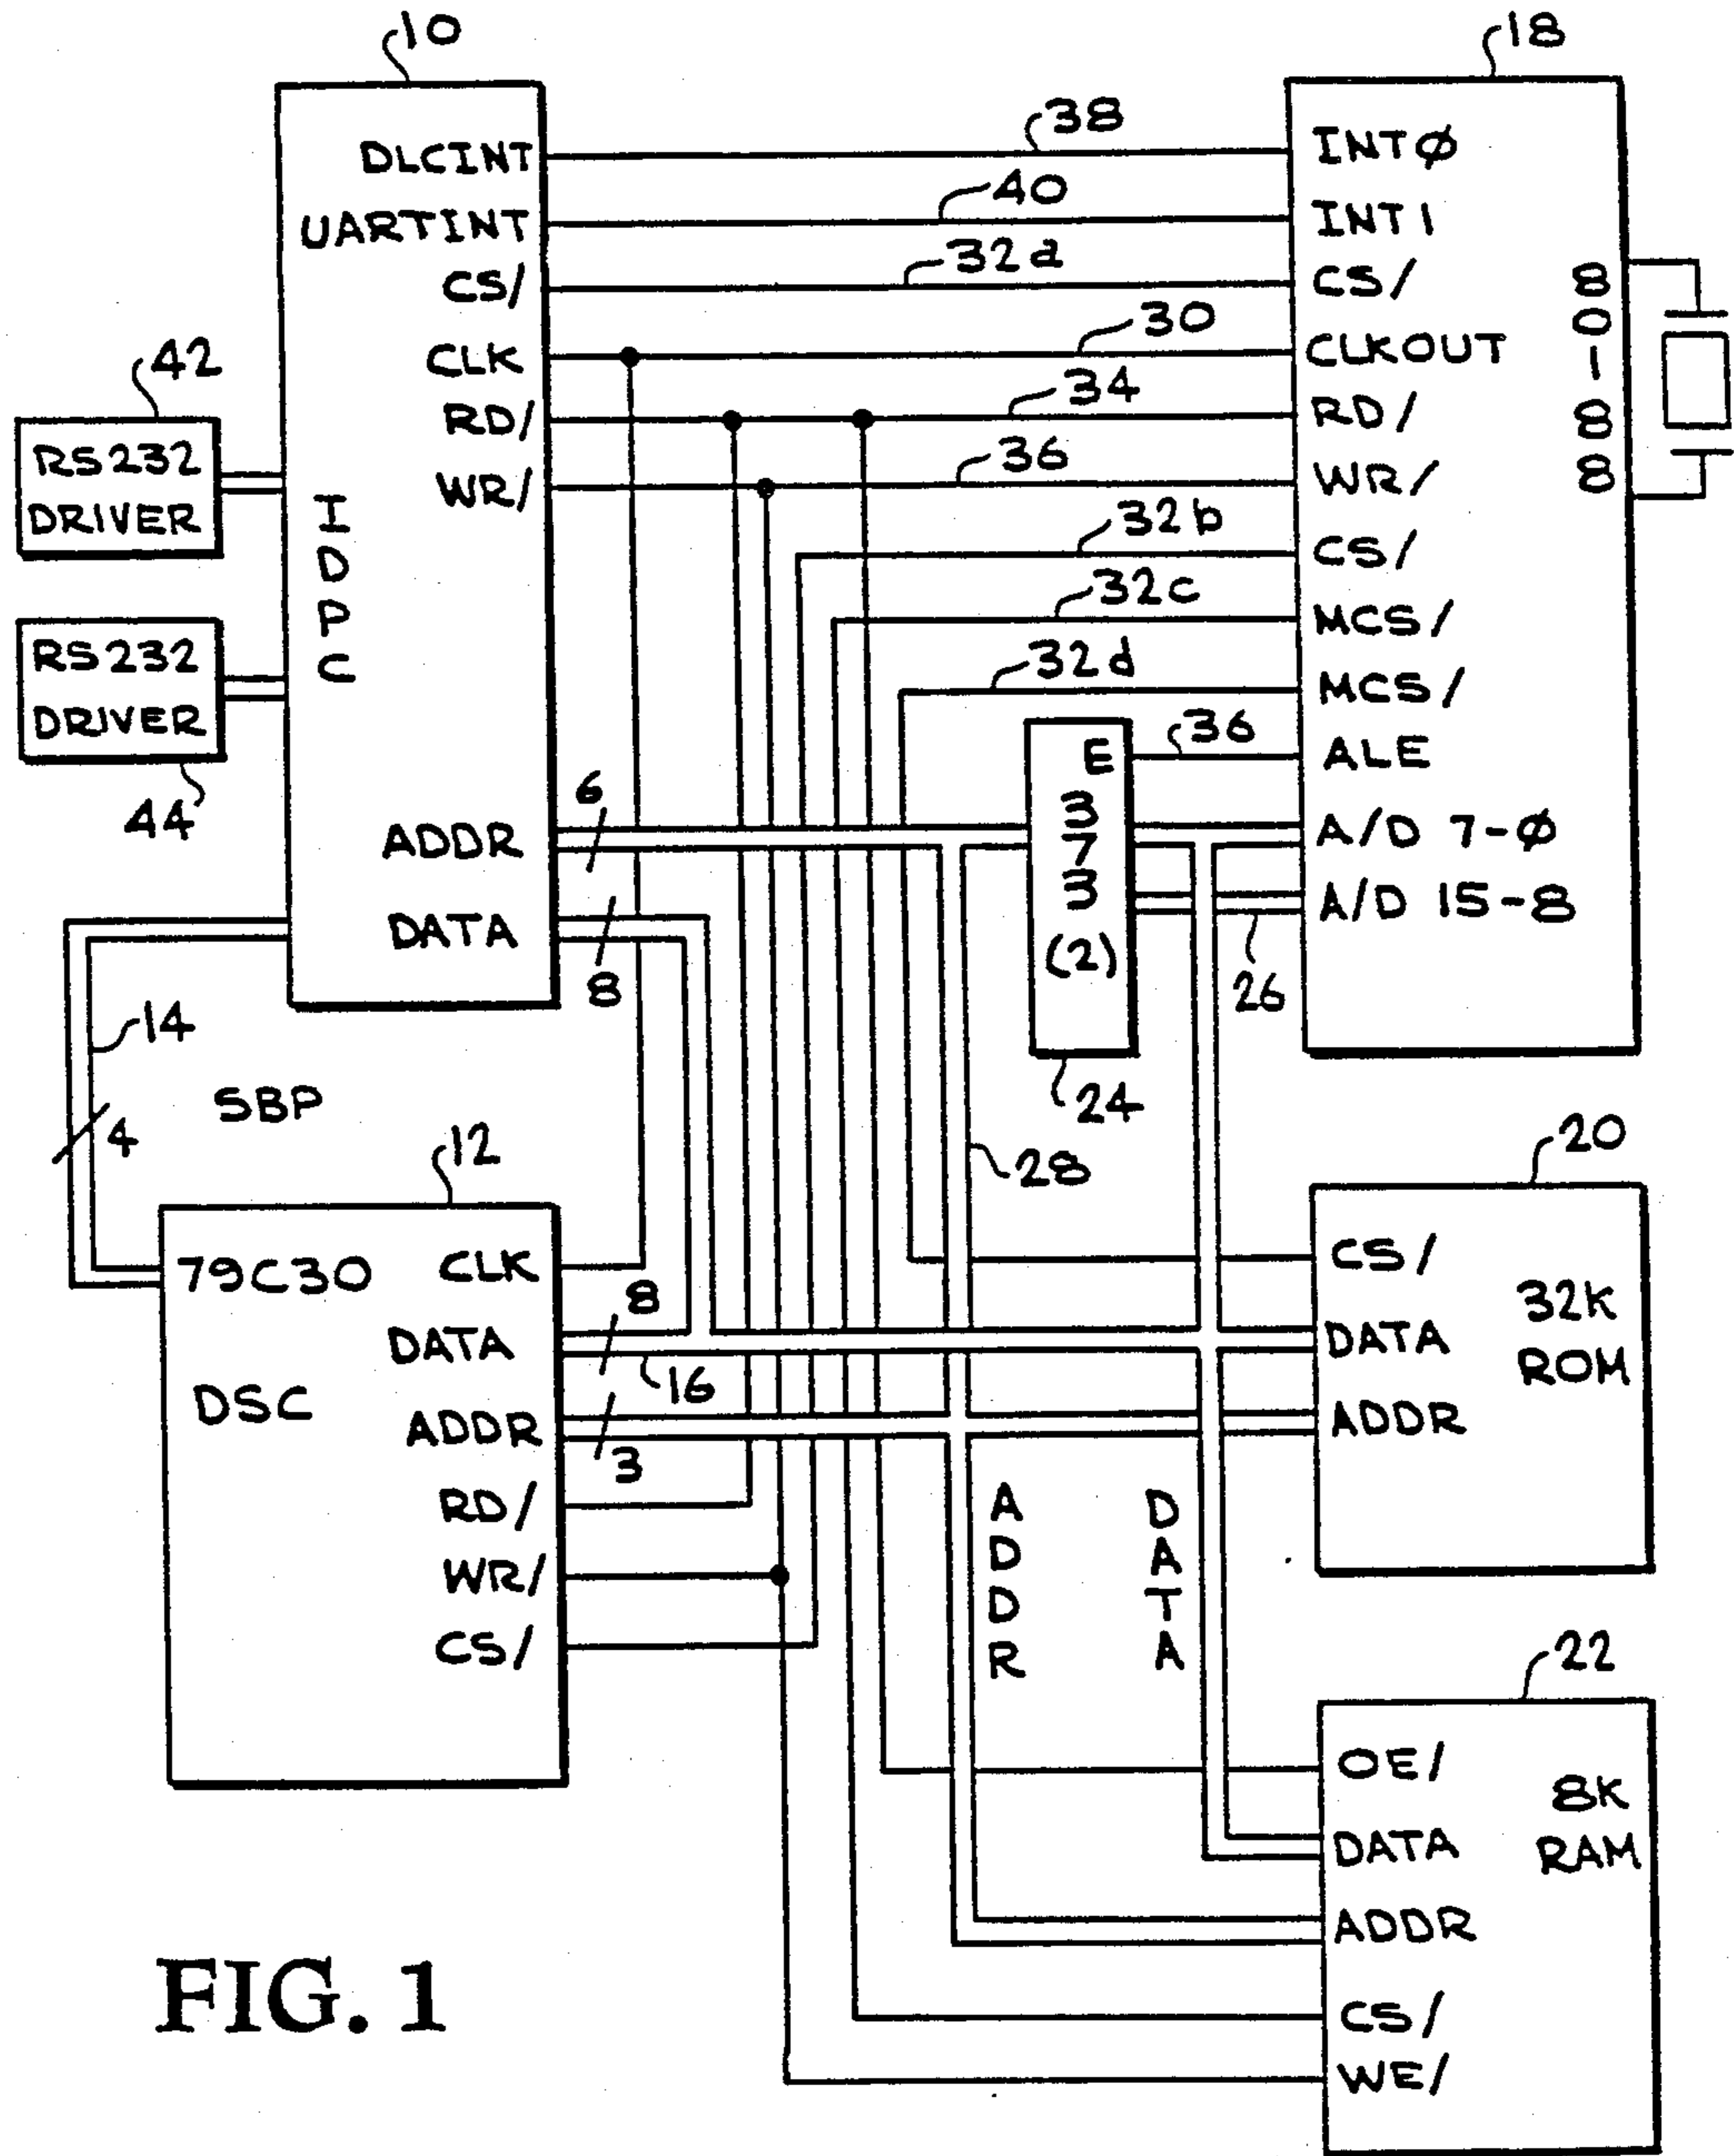 10
18
DLCINT
38
INTØ
UARTINT
40
INT1
CS/
32a
CS/
CLK
30
CLKOUT
RD/
34
RD/
WR/
36
WR/
32b
CS/
32c
MCS/
32d
MCS/
E
36
ALE
A/D 7-Ø
A/D 15-8
80188
42
RS232
DRIVER
IDPC
RS232
DRIVER
44
ADDR
6
DATA
8
373
(2)
26
24
14
SBP
4
28
12
20
79C30
CLK
DSC
DATA
8
16
ADDR
3
RD/
WR/
CS/
CS/
32K
DATA
ROM
ADDR
ADDR
DATA
22
OE/
8K
DATA
RAM
ADDR
CS/
WE/
FIG. 1